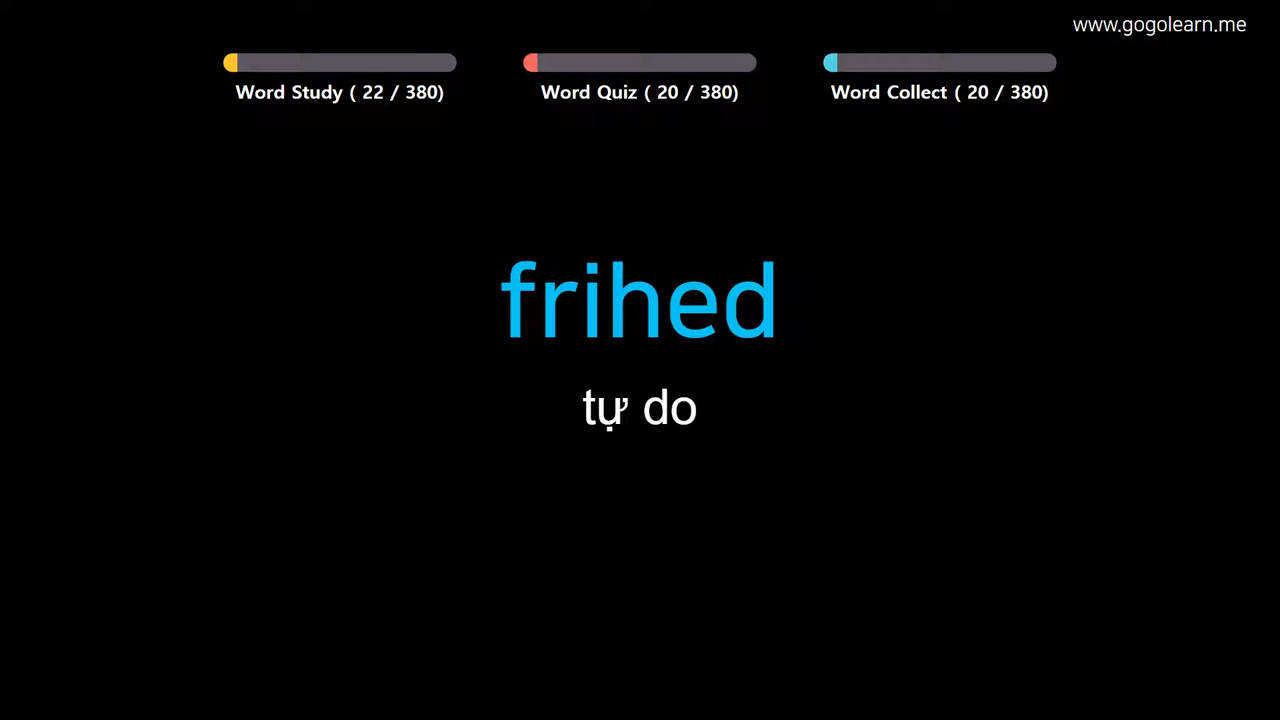 www.gogolearn.me
Word Study ( 22 / 380)
Word Quiz ( 20 / 380)
Word Collect ( 20 / 380)
frihed
tự do